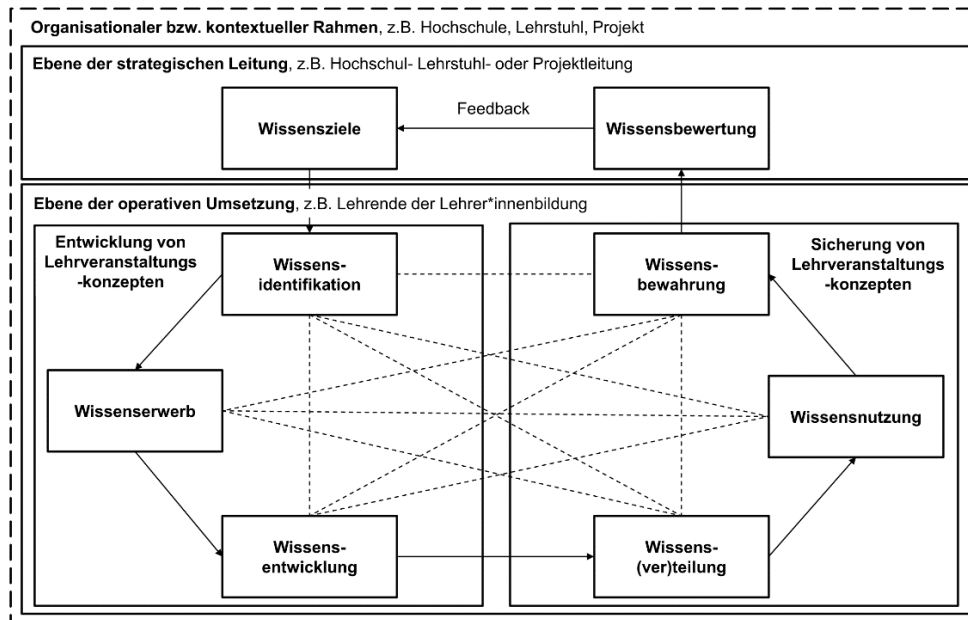 Organisationaler bzw. kontextueller Rahmen, z.B. Hochschule, Lehrstuhl, Projekt
Ebene der strategischen Leitung, z.B. Hochschul- Lehrstuhl- oder Projektleitung
Wissensziele
Feedback
Wissensbewertung
Ebene der operativen Umsetzung, z.B. Lehrende der Lehrer*innenbildung
Entwicklung von
Lehrveranstaltungs
-konzepten
Wissens-
identifikation
Wissens-
bewahrung
Sicherung von
Lehrveranstaltungs
-konzepten
Wissenserwerb
Wissensnutzung
Wissens-
entwicklung
Wissens-
(ver)teilung